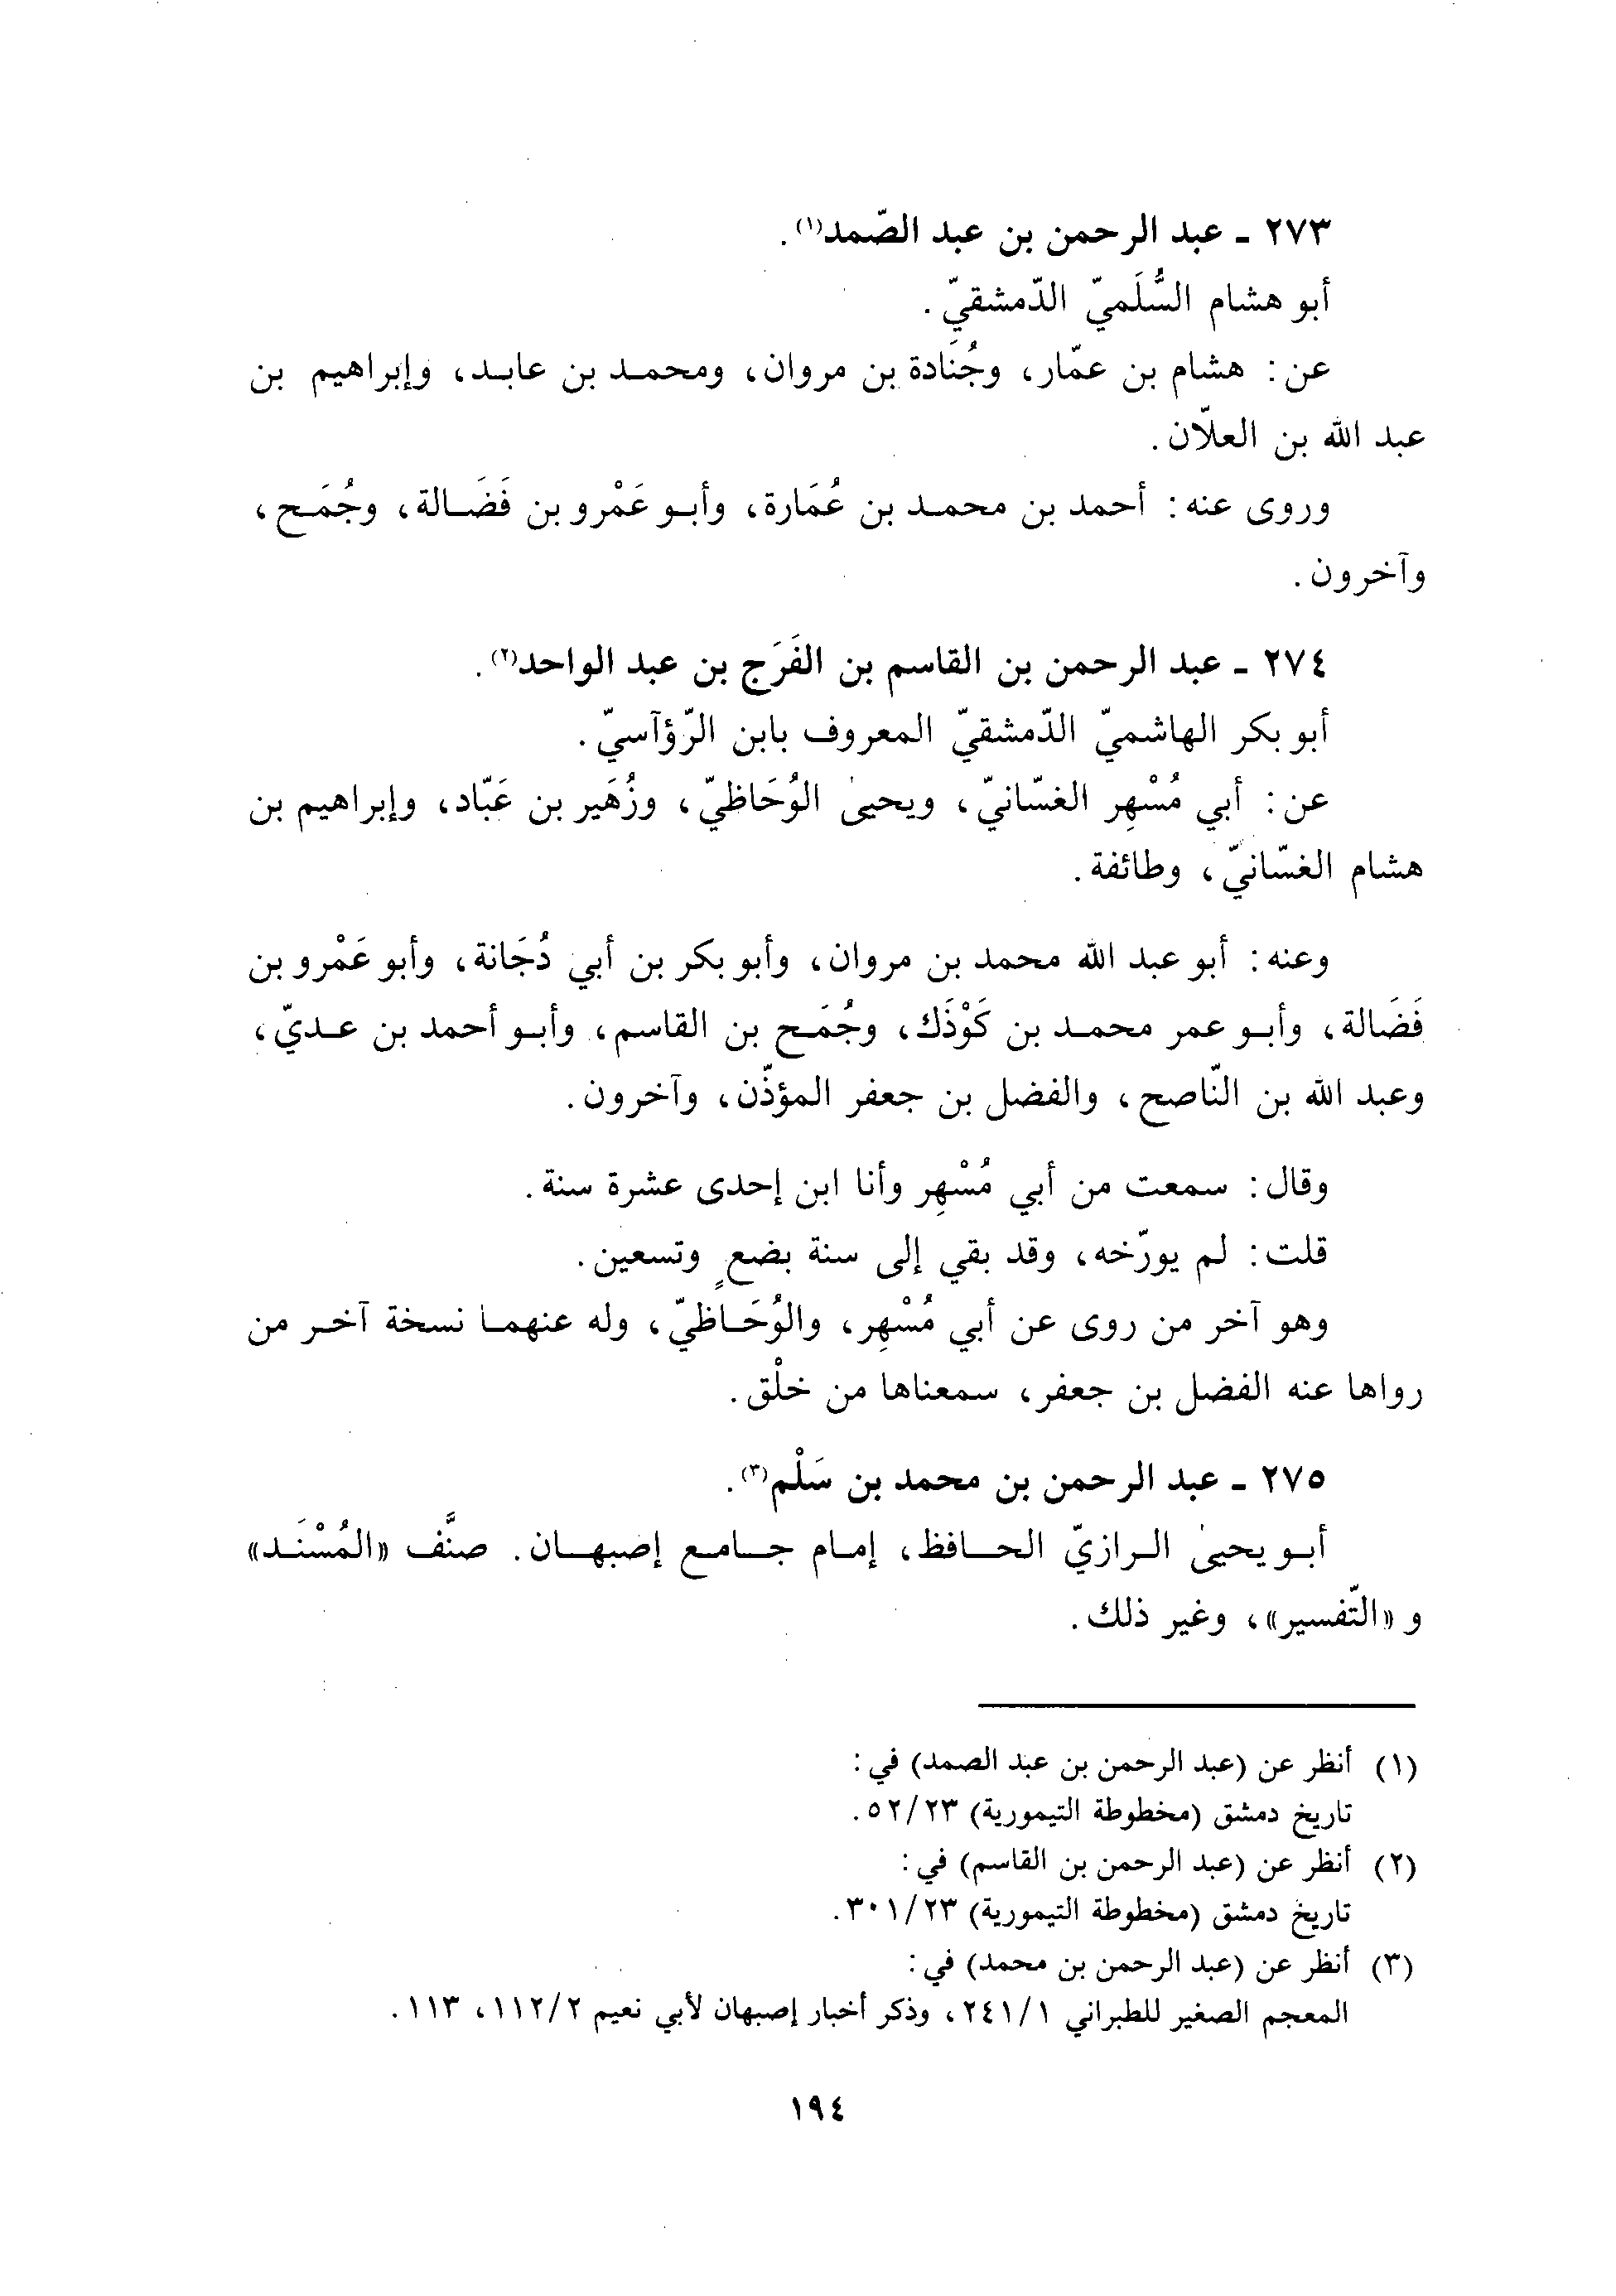 ٢٧٣ - عبد الرحمن بن عبد الصّمد(١).
أبو هشام السُّلَميّ الدّمشقيّ.
عن: هشام بن عمّار، وجُنادة بن مروان، ومحمد بن عابد، وإبراهيم بن
عبد الله بن العلّان.
وروى عنه: أحمد بن محمد بن عُمَارة، وأبو عَمْرو بن فَضَالة، وجُمَح،
وآخرون.
٢٧٤ - عبد الرحمن بن القاسم بن الفَرَج بن عبد الواحد(٢).
أبو بكر الهاشميّ الدّمشقيّ المعروف بابن الرّؤآسيّ.
عن: أبي مُسْهِر الغسّانيّ، ويحيىٰ الوُحَاظيّ، وزُهَير بن عَبّاد، وإبراهيم بن
هشام الغسّانيّ، وطائفة.
وعنه: أبو عبد الله محمد بن مروان، وأبو بكر بن أبي دُجَانة، وأبو عَمْرو بن
فَضَالة، وأبو عمر محمد بن كَوْذَك، وجُمَح بن القاسم، وأبو أحمد بن عديّ،
وعبد الله بن النّاصح، والفضل بن جعفر المؤذّن، وآخرون.
وقال: سمعت من أبي مُسْهِر وأنا ابن إحدى عشرة سنة.
قلت: لم يورّخه، وقد بقي إلى سنة بضعٍ وتسعين.
وهو آخر من روى عن أبي مُسْهِر، والوُحَاظيّ، وله عنهما نسخة آخر من
رواها عنه الفضل بن جعفر، سمعناها من خلْق.
٢٧٥ - عبد الرحمن بن محمد بن سَلْم(٣).
أبو يحيىٰ الرازيّ الحافظ، إمام جامع إصبهان. صنَّف «المُسْنَد»
و «التّفسير»، وغير ذلك.
(١) أنظر عن (عبد الرحمن بن عبد الصمد) في:
تاريخ دمشق (مخطوطة التيمورية) ٥٢/٢٣.
(٢) أنظر عن (عبد الرحمن بن القاسم) في:
تاريخ دمشق (مخطوطة التيمورية) ٣٠١/٢٣.
(٣) أنظر عن (عبد الرحمن بن محمد) في:
المعجم الصغير للطبراني ٢٤١/١، وذكر أخبار إصبهان لأبي نعيم ١١٢/٢، ١١٣.
١٩٤